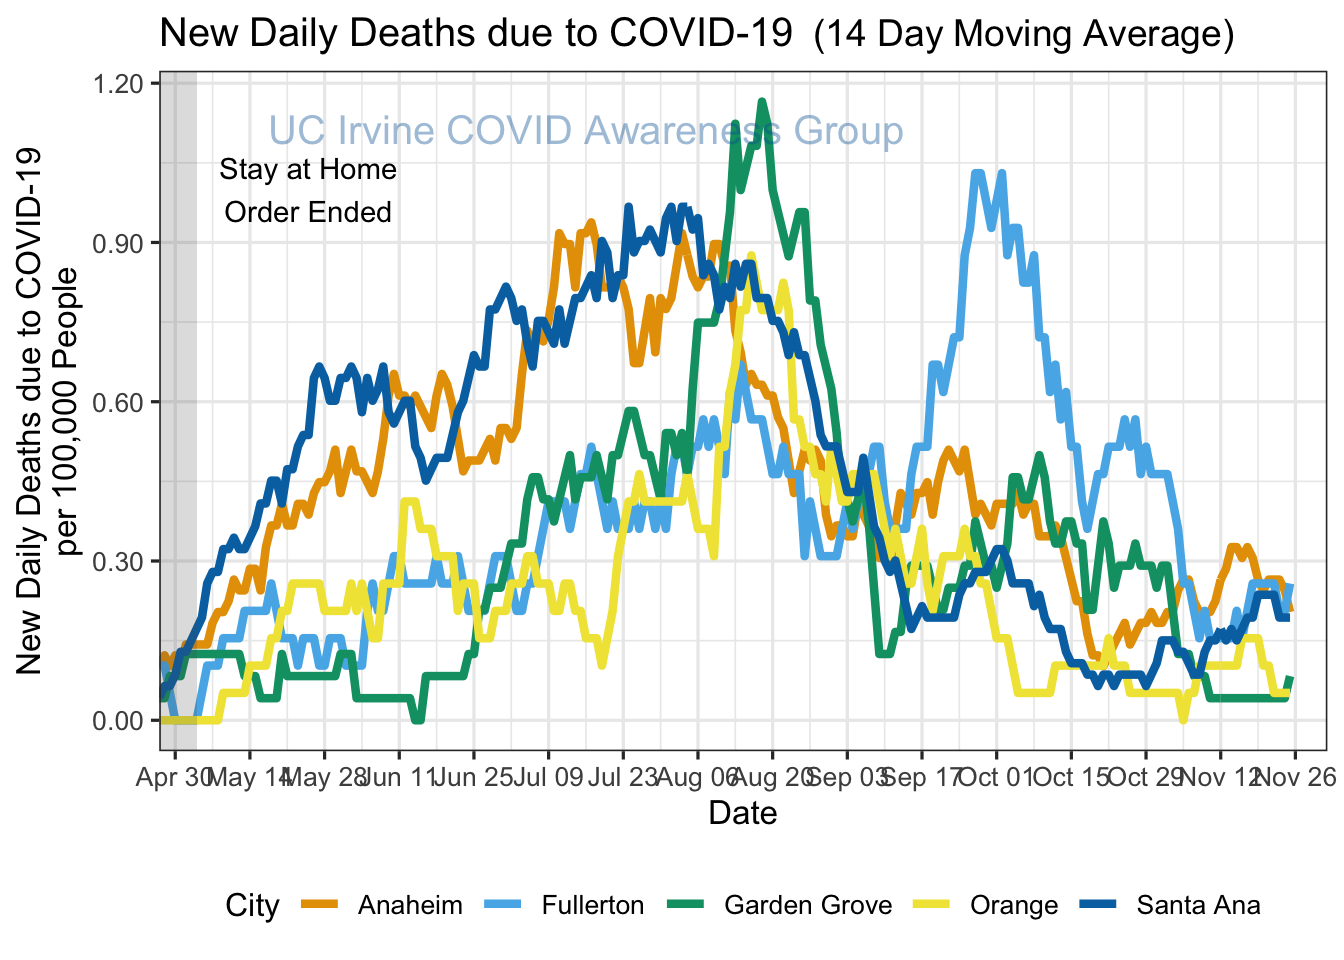 New Daily Deaths due to COVID-19 (14 Day Moving Average)
New Daily Deaths due to COVID-19
per 100,000 People
1.20
0.90
0.60
0.30
0.00
UC Irvine COVID Awareness Group
Stay at Home
Order Ended
Apr 30 May 14 May 28 Jun 11 Jun 25 Jul 09 Jul 23 Aug 06 Aug 20 Sep 03 Sep 17 Oct 01 Oct 15 Oct 29 Nov 12 Nov 26
Date
City Anaheim Fullerton Garden Grove Orange Santa Ana